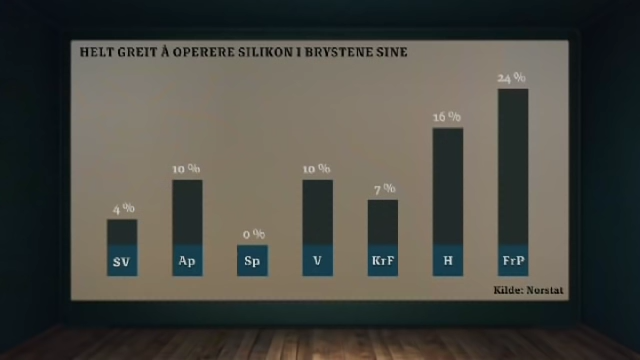 HELT GREIT Å OPERERE SILIKON I BRYSTENE SINE
24 %
16 %
10 %
10 %
7 %
4 %
0 %
SV Ap Sp V KrF H FrP
Kilde: Norstat